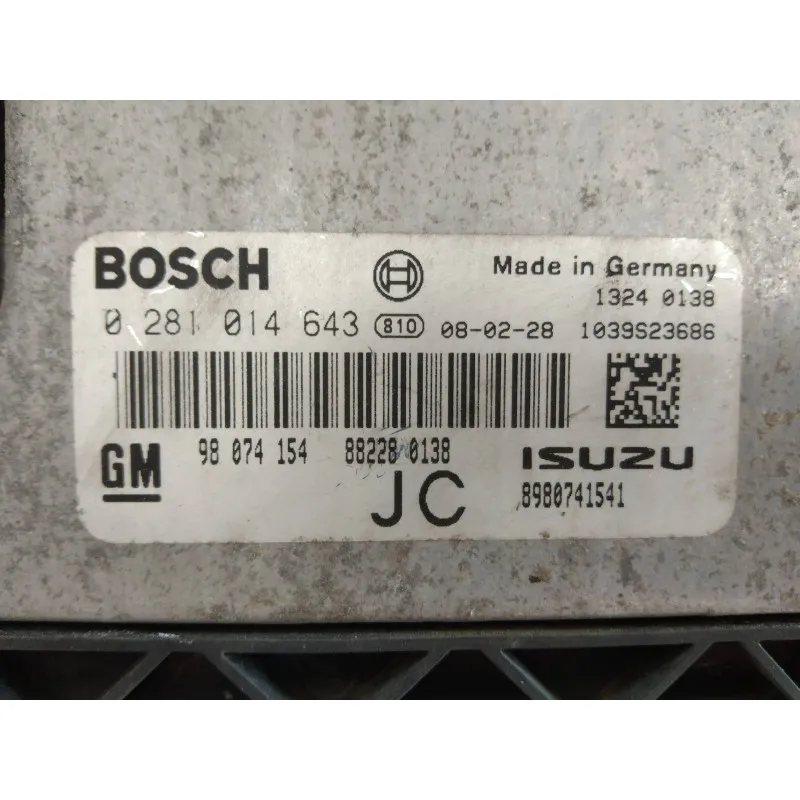 BOSCH Made in Germany
1324 0138
0 281 014 643 810 08-02-28 1039S23686
GM 98 074 154 88228 0138 ISUZU
JC 8980741541